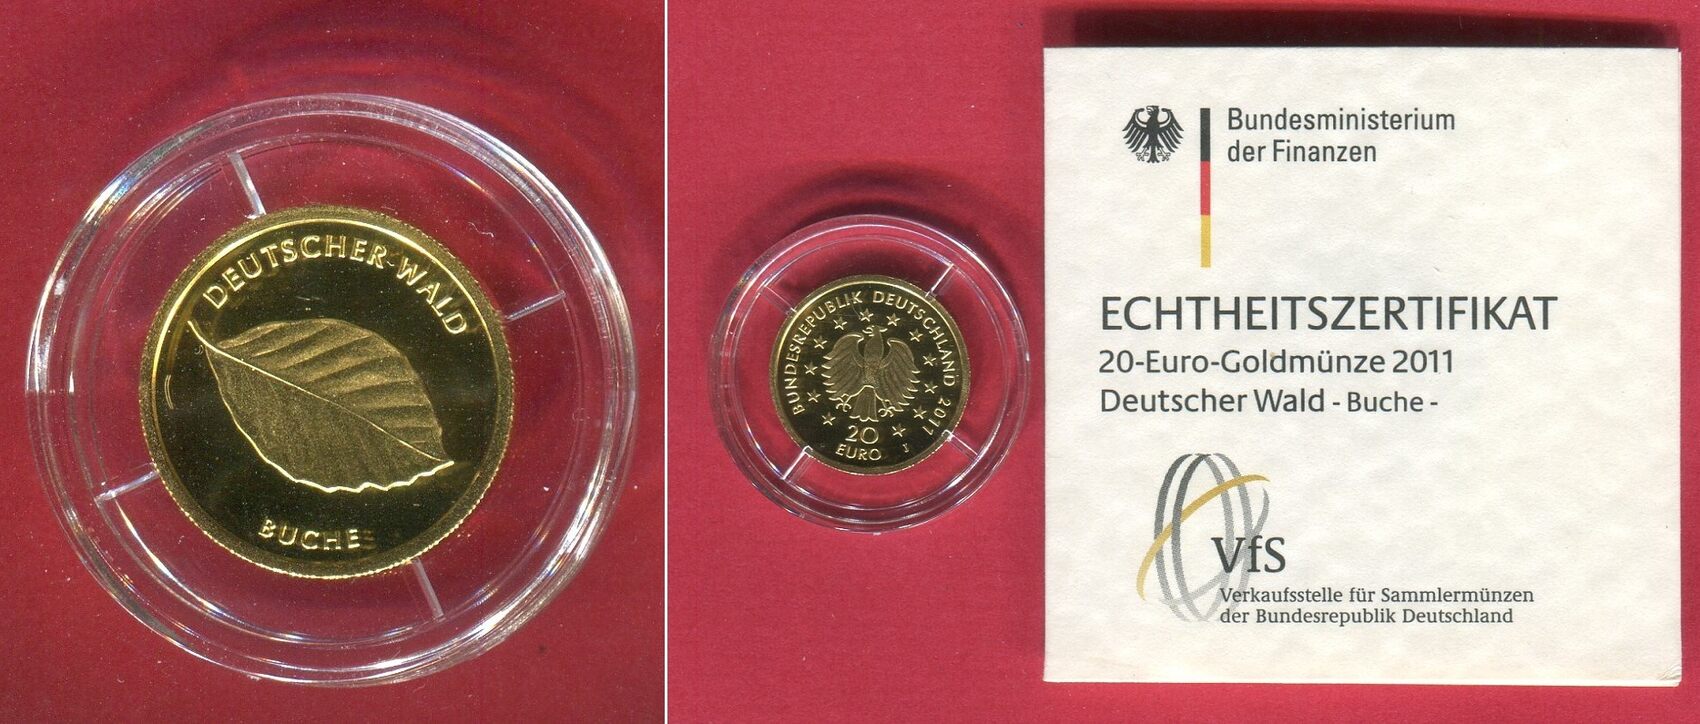 DEUTSCHER WALD
BUCHE
BUNDESREPUBLIK DEUTSCHLAND 2011
20
EURO
J
Bundesministerium
der Finanzen
ECHTHEITSZERTIFIKAT
20-Euro-Goldmünze 2011
Deutscher Wald - Buche -
VfS
Verkaufsstelle für Sammlermünzen
der Bundesrepublik Deutschland